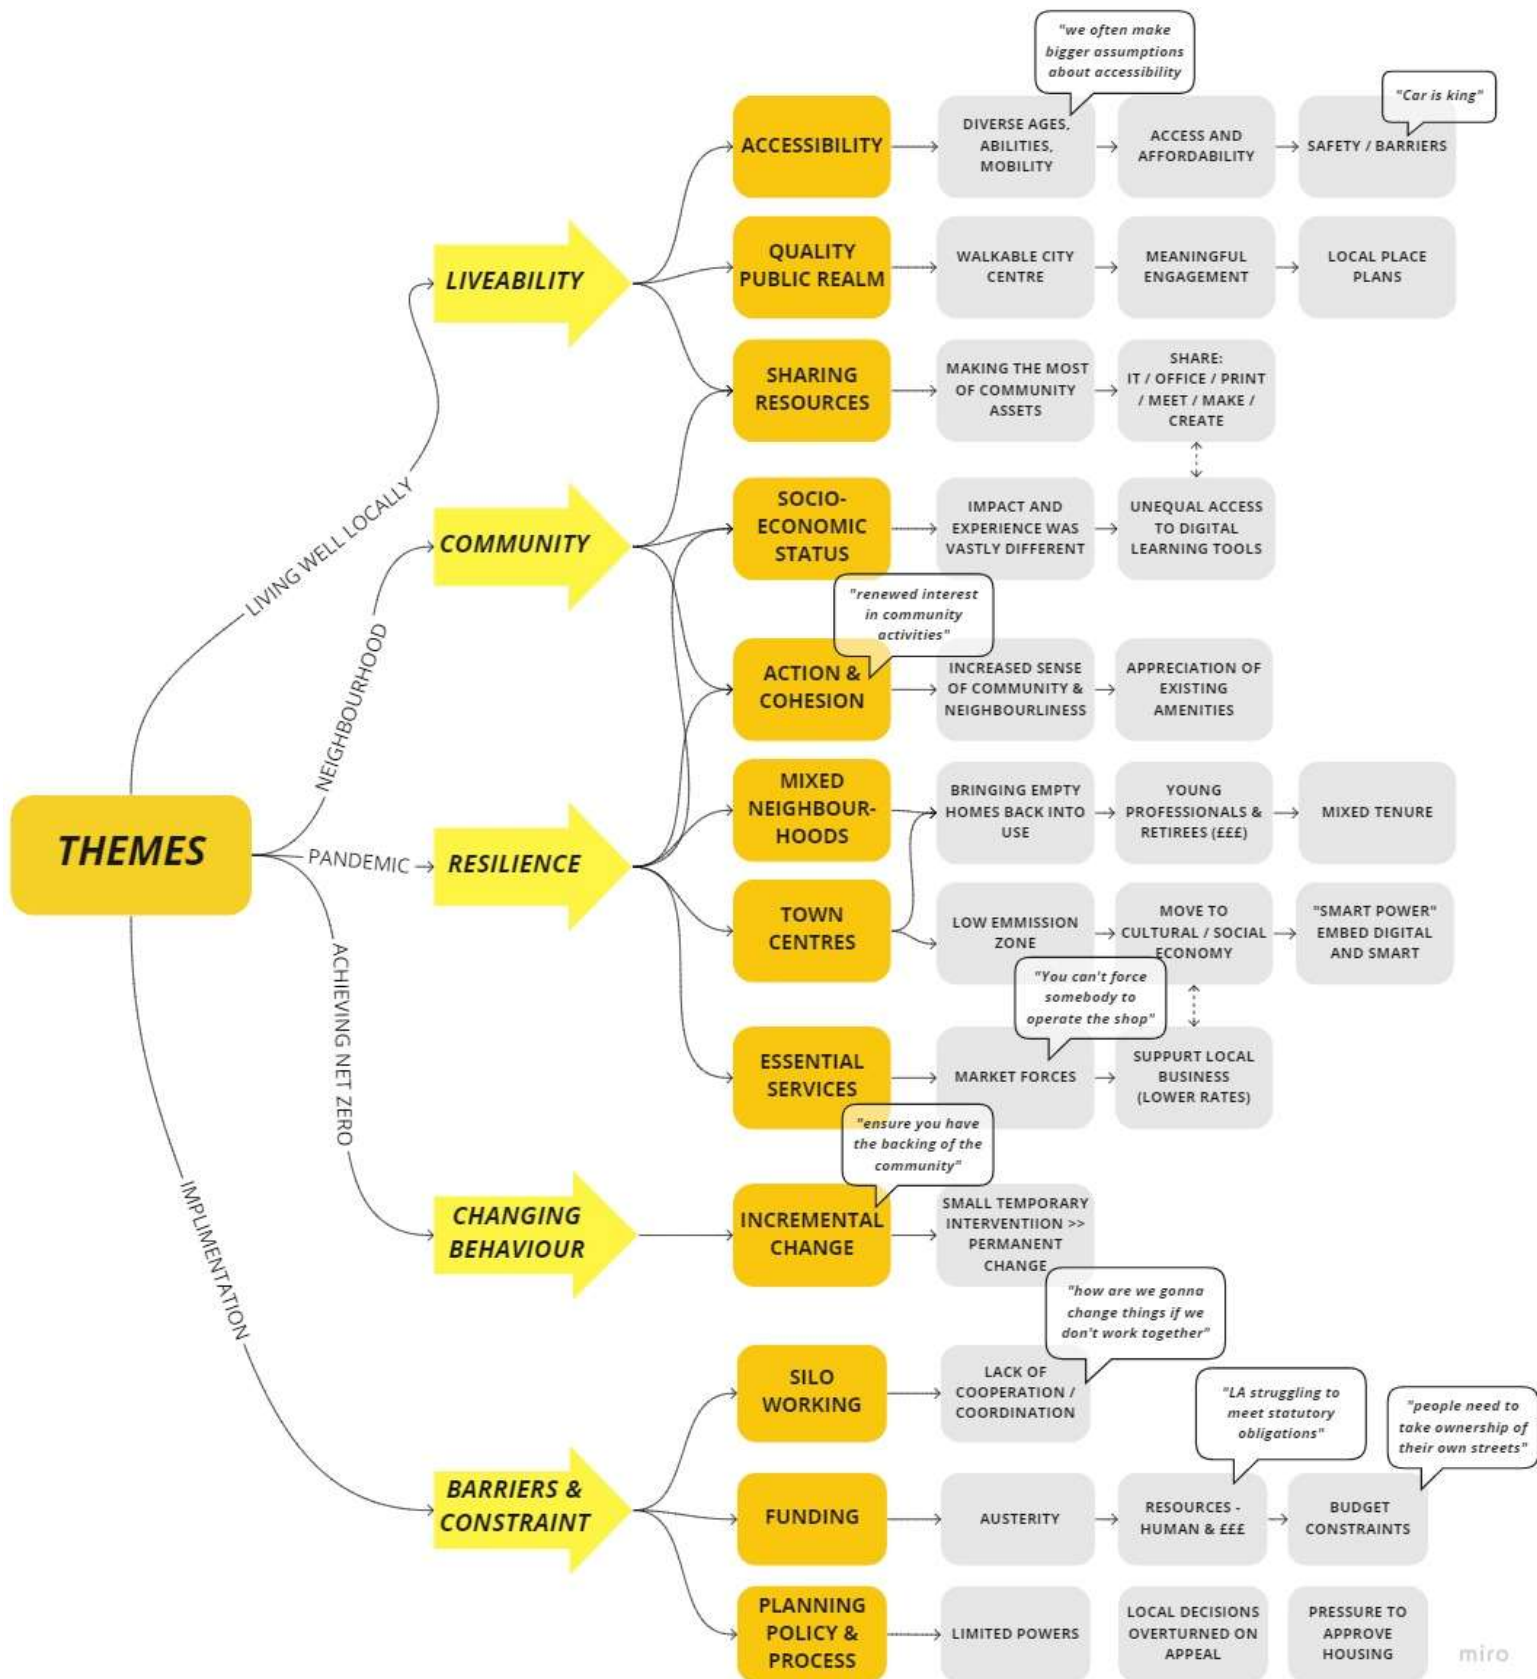 "we often make
bigger assumptions
about accessibility
"Car is king"
ACCESSIBILITY
DIVERSE AGES,
ABILITIES,
MOBILITY
ACCESS AND
AFFORDABILITY
SAFETY / BARRIERS
LIVEABILITY
QUALITY
PUBLIC REALM
WALKABLE CITY
CENTRE
MEANINGFUL
ENGAGEMENT
LOCAL PLACE
PLANS
SHARING
RESOURCES
MAKING THE MOST
OF COMMUNITY
ASSETS
SHARE:
IT / OFFICE / PRINT
/ MEET / MAKE /
CREATE
LIVING WELL LOCALLY
COMMUNITY
SOCIO-
ECONOMIC
STATUS
IMPACT AND
EXPERIENCE WAS
VASTLY DIFFERENT
UNEQUAL ACCESS
TO DIGITAL
LEARNING TOOLS
"renewed interest
in community
activities"
NEIGHBOURHOOD
ACTION &
COHESION
INCREASED SENSE
OF COMMUNITY &
NEIGHBOURLINESS
APPRECIATION OF
EXISTING
AMENITIES
THEMES
PANDEMIC
RESILIENCE
MIXED
NEIGHBOUR-
HOODS
BRINGING EMPTY
HOMES BACK INTO
USE
YOUNG
PROFESSIONALS &
RETIREES (£££)
MIXED TENURE
TOWN
CENTRES
LOW EMMISSION
ZONE
MOVE TO
CULTURAL / SOCIAL
ECONOMY
"SMART POWER"
EMBED DIGITAL
AND SMART
"You can't force
somebody to
operate the shop"
ACHIEVING NET ZERO
ESSENTIAL
SERVICES
MARKET FORCES
SUPPURT LOCAL
BUSINESS
(LOWER RATES)
"ensure you have
the backing of the
community"
CHANGING
BEHAVIOUR
INCREMENTAL
CHANGE
SMALL TEMPORARY
INTERVENTIION >>
PERMANENT
CHANGE
IMPLIMENTATION
"how are we gonna
change things if we
don't work together"
SILO
WORKING
LACK OF
COOPERATION /
COORDINATION
"LA struggling to
meet statutory
obligations"
"people need to
take ownership of
their own streets"
BARRIERS &
CONSTRAINT
FUNDING
AUSTERITY
RESOURCES -
HUMAN & £££
BUDGET
CONSTRAINTS
PLANNING
POLICY &
PROCESS
LIMITED POWERS
LOCAL DECISIONS
OVERTURNED ON
APPEAL
PRESSURE TO
APPROVE
HOUSING
miro